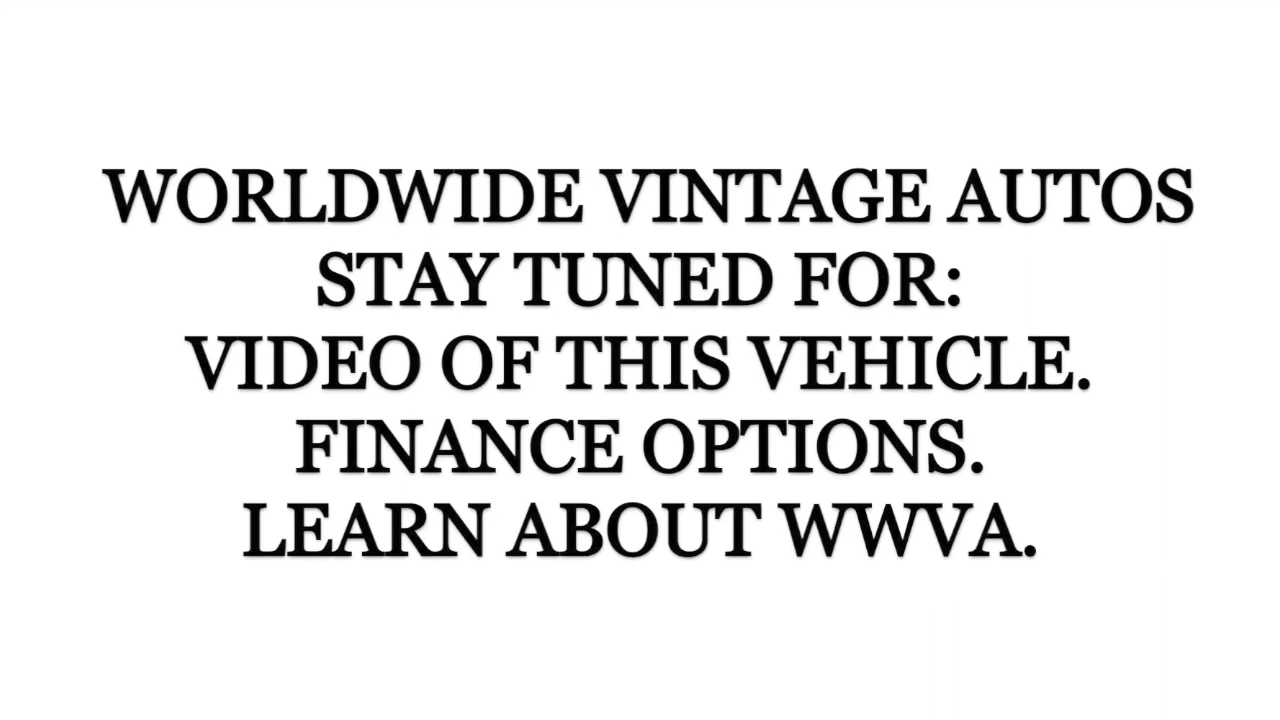 WORLDWIDE VINTAGE AUTOS
STAY TUNED FOR:
VIDEO OF THIS VEHICLE.
FINANCE OPTIONS.
LEARN ABOUT WWVA.